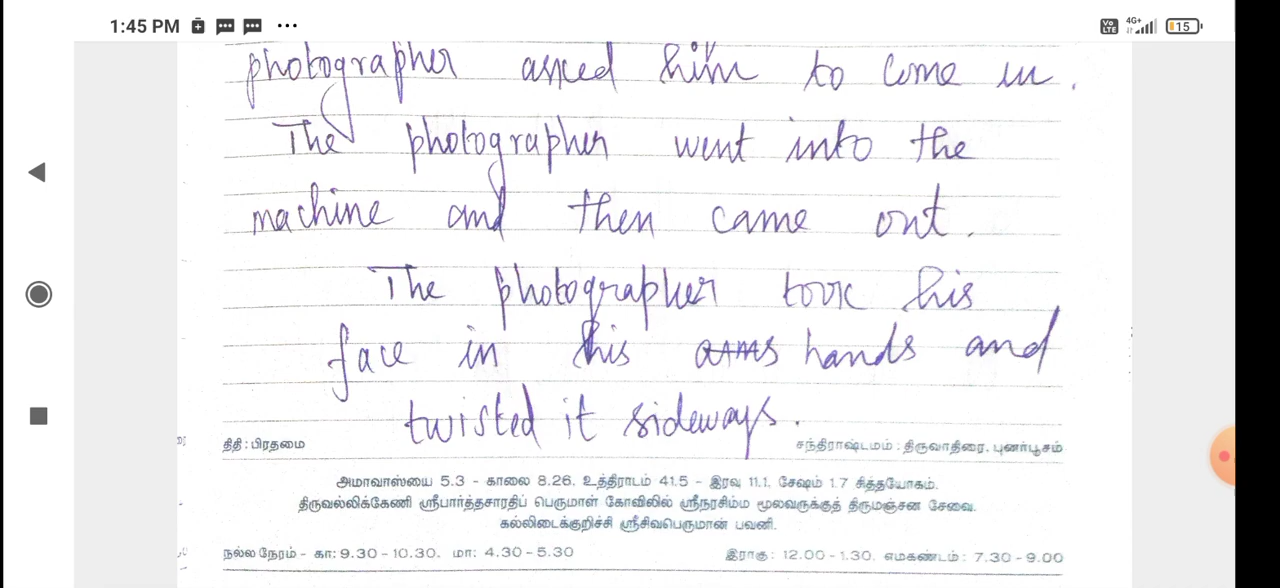 1:45 PM
4G+
Vo LTE
15
photographer asked him to come in.
The photographer went into the
machine and then came out.
The photographer took his
face in his hands and
twisted it sideways.
திதி : பிரதமை சந்திராஷ்டமம் : திருவாதிரை, புனர்பூசம்
அமாவாஸ்யை 5.3 - காலை 8.26. உத்திராடம் 41.5 - இரவு 11.1. சேஷம் 1.7 சித்தயோகம்.
திருவல்லிக்கேணி ஸ்ரீபார்த்தசாரதிப் பெருமாள் கோவிலில் ஸ்ரீநரசிம்ம மூலவருக்குத் திருமஞ்சன சேவை.
கல்லிடைக்குறிச்சி ஸ்ரீசிவபெருமான் பவனி.
நல்ல நேரம் - கா: 9.30 - 10.30. மா: 4.30 - 5.30 இராகு : 12.00 - 1.30. எமகண்டம் : 7.30 - 9.00